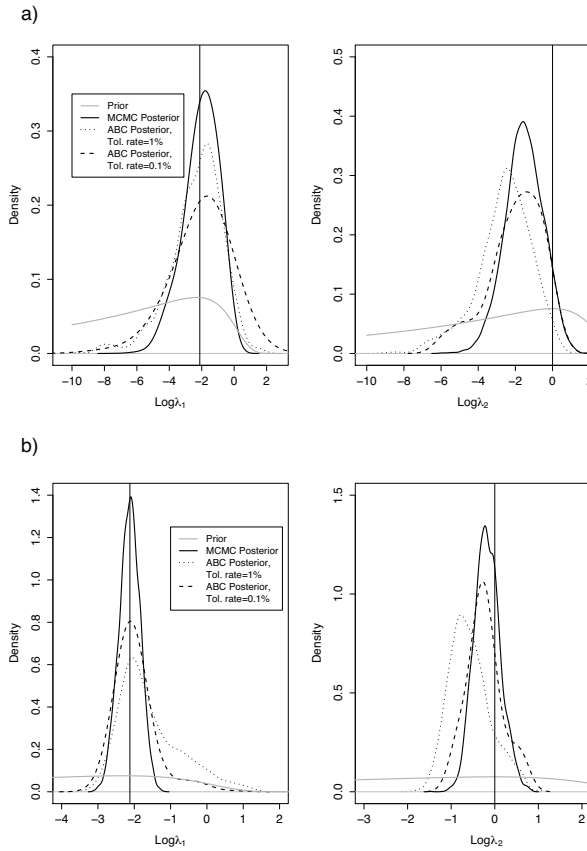 a)
0.0 0.1 0.2 0.3 0.4
Density
Prior
MCMC Posterior
ABC Posterior,
Tol. rate=1%
ABC Posterior,
Tol. rate=0.1%
−10 −8 −6 −4 −2 0 2
Logλ1
0.0 0.1 0.2 0.3 0.4 0.5
Density
−10 −8 −6 −4 −2 0 2
Logλ2
b)
0.0 0.2 0.4 0.6 0.8 1.0 1.2 1.4
Density
Prior
MCMC Posterior
ABC Posterior,
Tol. rate=1%
ABC Posterior,
Tol. rate=0.1%
−4 −3 −2 −1 0 1 2
Logλ1
0.0 0.5 1.0 1.5
Density
−3 −2 −1 0 1 2
Logλ2